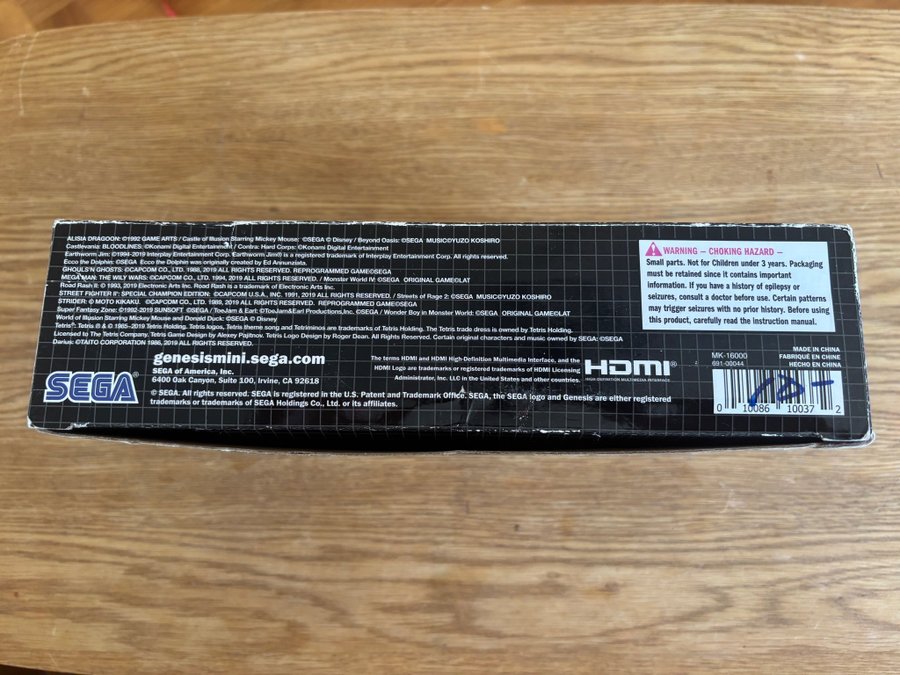 ALISIA DRAGOON: ©1992 GAME ARTS / Castle of Illusion Starring Mickey Mouse: ©SEGA © Disney / Beyond Oasis: ©SEGA MUSIC©YUZO KOSHIRO
Castlevania: BLOODLINES: ©Konami Digital Entertainment / Contra: Hard Corps: ©Konami Digital Entertainment
Earthworm Jim: ©1994-2019 Interplay Entertainment Corp. Earthworm Jim® is a registered trademark of Interplay Entertainment Corp. All rights reserved.
Ecco the Dolphin: ©SEGA Ecco the Dolphin was originally created by Ed Annunziata.
GHOULS'N GHOSTS: ©CAPCOM CO., LTD. 1988, 2019 ALL RIGHTS RESERVED. REPROGRAMMED GAME©SEGA
MEGA MAN: THE WILY WARS: ©CAPCOM CO., LTD. 1994, 2019 ALL RIGHTS RESERVED. / Monster World IV: ©SEGA ORIGINAL GAME©LAT
Road Rash II: © 1993, 2019 Electronic Arts Inc. Road Rash is a trademark of Electronic Arts Inc.
STREET FIGHTER II': SPECIAL CHAMPION EDITION: ©CAPCOM U.S.A., INC. 1991, 2019 ALL RIGHTS RESERVED. / Streets of Rage 2: ©SEGA MUSIC©YUZO KOSHIRO
STRIDER: © MOTO KIKAKU. ©CAPCOM CO., LTD. 1989, 2019 ALL RIGHTS RESERVED. REPROGRAMMED GAME©SEGA
Super Fantasy Zone: ©1992-2019 SUNSOFT ©SEGA / ToeJam & Earl: ©ToeJam&Earl Productions,Inc. ©SEGA / Wonder Boy in Monster World: ©SEGA ORIGINAL GAME©LAT
World of Illusion Starring Mickey Mouse and Donald Duck: ©SEGA © Disney
Tetris®: Tetris ® & © 1985~2019 Tetris Holding. Tetris logos, Tetris theme song and Tetriminos are trademarks of Tetris Holding. The Tetris trade dress is owned by Tetris Holding.
Licensed to The Tetris Company. Tetris Game Design by Alexey Pajitnov. Tetris Logo Design by Roger Dean. All Rights Reserved. Certain original characters and music owned by SEGA: ©SEGA
Darius: ©TAITO CORPORATION 1986, 2019 ALL RIGHTS RESERVED.
WARNING — CHOKING HAZARD —
Small parts. Not for Children under 3 years. Packaging
must be retained since it contains important
information. If you have a history of epilepsy or
seizures, consult a doctor before use. Certain patterns
may trigger seizures with no prior history. Before using
this product, carefully read the instruction manual.
SEGA
genesismini.sega.com
SEGA of America, Inc.
6400 Oak Canyon, Suite 100, Irvine, CA 92618
© SEGA. All rights reserved. SEGA is registered in the U.S. Patent and Trademark Office. SEGA, the SEGA logo and Genesis are either registered
trademarks or trademarks of SEGA Holdings Co., Ltd. or its affiliates.
The terms HDMI and HDMI High-Definition Multimedia Interface, and the
HDMI Logo are trademarks or registered trademarks of HDMI Licensing
Administrator, Inc. LLC in the United States and other countries.
HDMI®
HIGH-DEFINITION MULTIMEDIA INTERFACE
MK-16000
691-00044
MADE IN CHINA
FABRIQUÉ EN CHINE
HECHO EN CHINA
0 10086 10037 2